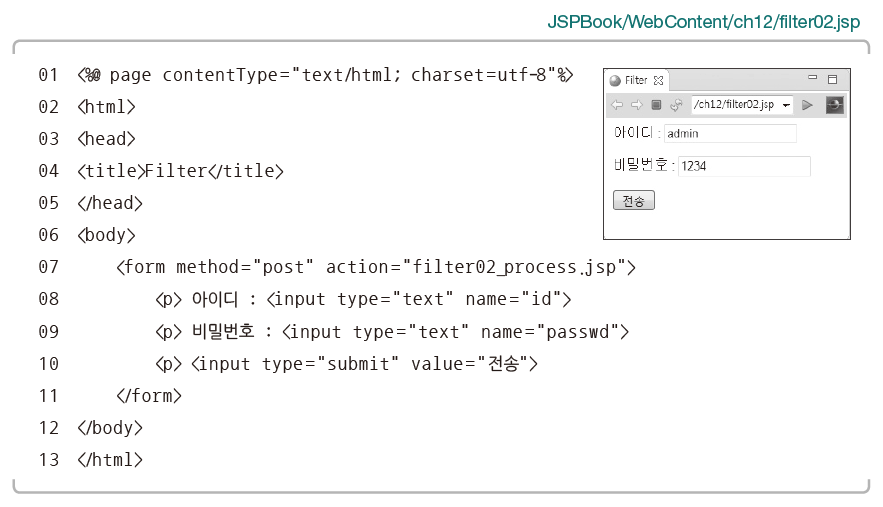 JSPBook/WebContent/ch12/filter02.jsp
01 <%@ page contentType="text/html; charset=utf-8"%>
02 <html>
03 <head>
04 <title>Filter</title>
05 </head>
06 <body>
07 <form method="post" action="filter02_process.jsp">
08 <p> 아이디 : <input type="text" name="id">
09 <p> 비밀번호 : <input type="text" name="passwd">
10 <p> <input type="submit" value="전송">
11 </form>
12 </body>
13 </html>
Filter
/ch12/filter02.jsp
아이디 : admin
비밀번호 : 1234
전송